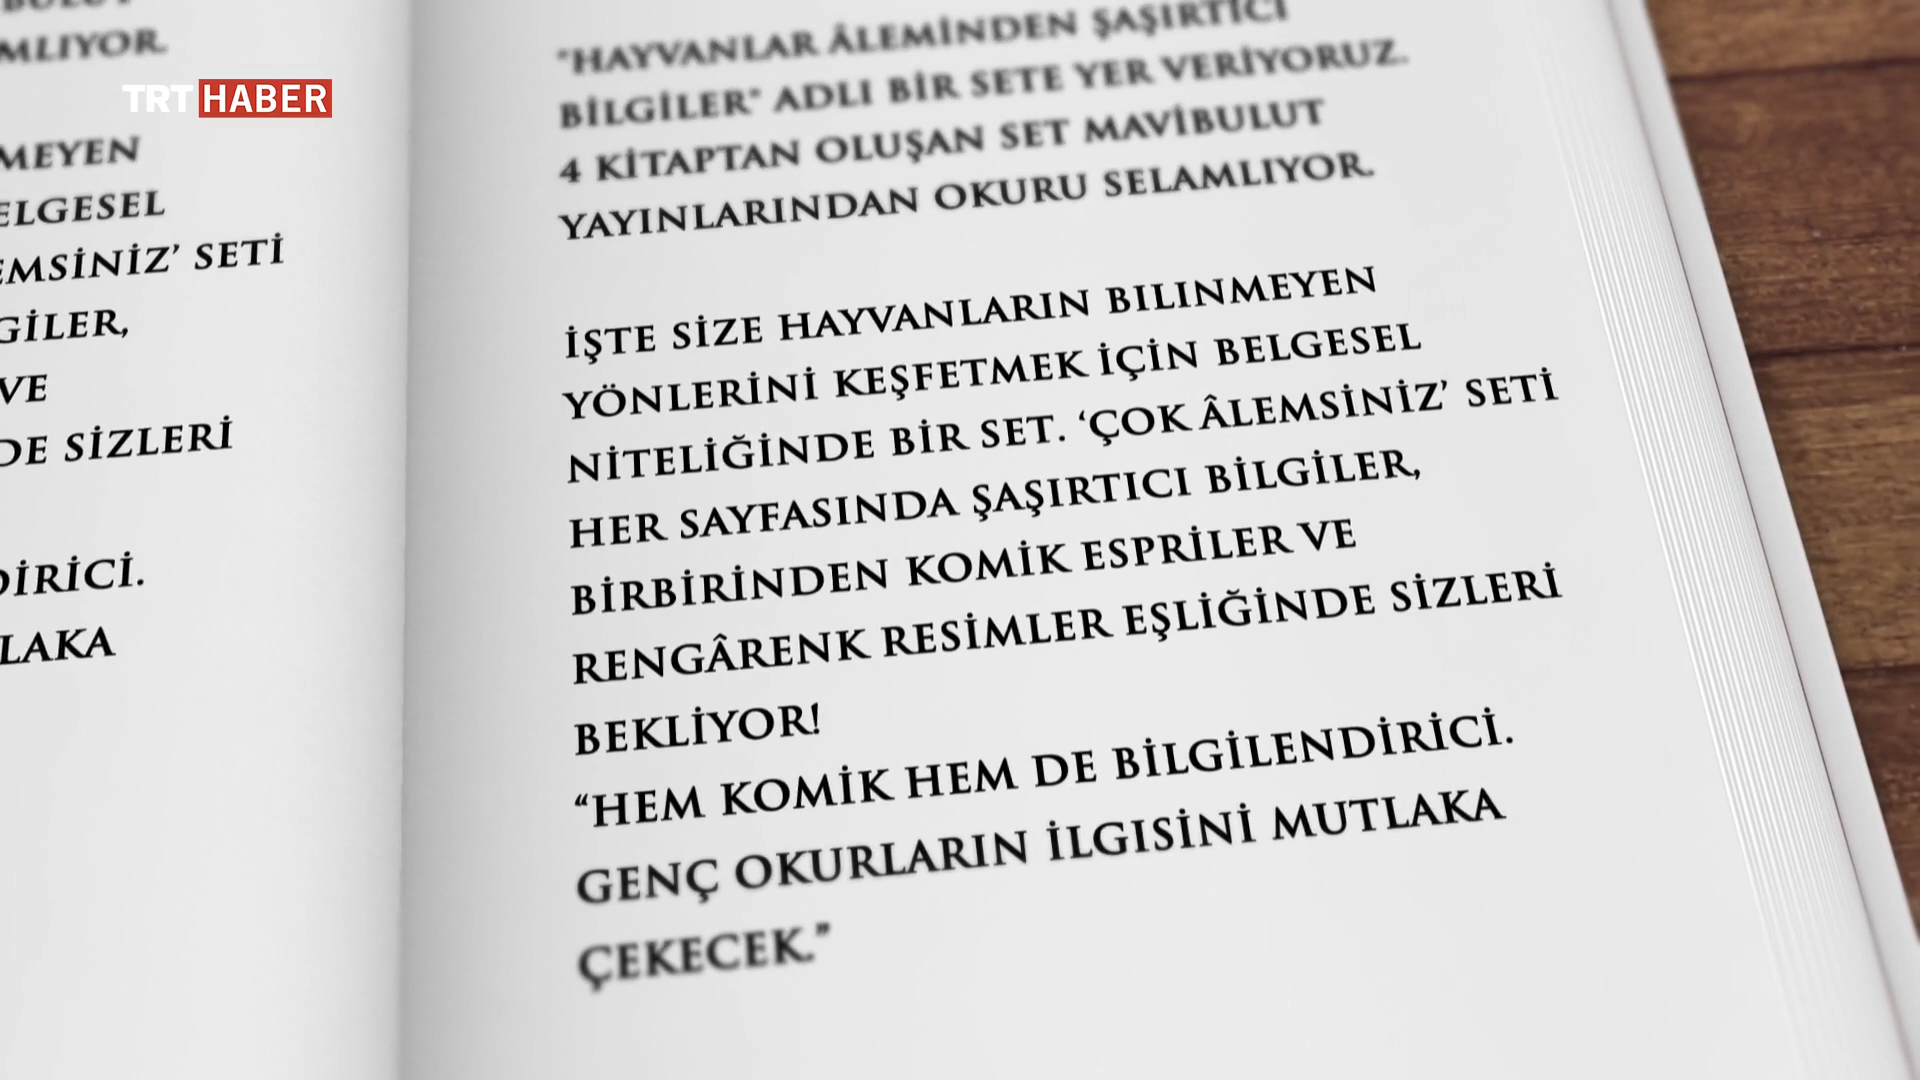 MLIYOR.
MEYEN
ELGESEL
EMSİNİZ’ SETİ
GİLER,
VE
DE SİZLERİ
DİRİCİ.
LAKA
TRT HABER
"HAYVANLAR ÂLEMİNDEN ŞAŞIRTICI
BİLGİLER" ADLI BİR SETE YER VERİYORUZ.
4 KİTAPTAN OLUŞAN SET MAVİBULUT
YAYINLARINDAN OKURU SELAMLIYOR.
İŞTE SİZE HAYVANLARIN BILINMEYEN
YÖNLERİNİ KEŞFETMEK İÇİN BELGESEL
NİTELİĞİNDE BİR SET. ‘ÇOK ÂLEMSİNİZ’ SETİ
HER SAYFASINDA ŞAŞIRTICI BİLGİLER,
BİRBİRİNDEN KOMİK ESPRİLER VE
RENGÂRENK RESİMLER EŞLİĞİNDE SİZLERİ
BEKLİYOR!
“HEM KOMİK HEM DE BİLGİLENDİRİCİ.
GENÇ OKURLARIN İLGISİNİ MUTLAKA
ÇEKECEK.”